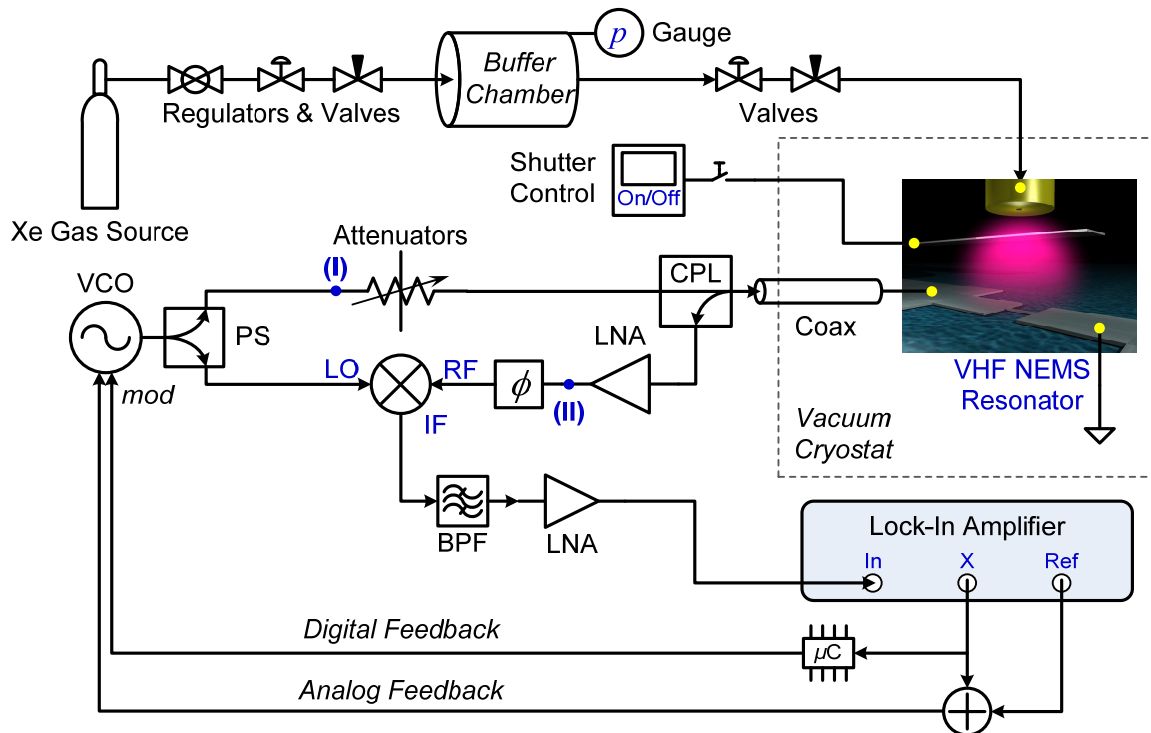 p
Gauge
Buffer
Chamber
Regulators & Valves
Valves
Xe Gas Source
Shutter
Control
On/Off
Attenuators
(I)
VCO
PS
CPL
Coax
LNA
LO
RF
ϕ
(II)
IF
mod
VHF NEMS
Resonator
Vacuum
Cryostat
BPF
LNA
Lock-In Amplifier
In
X
Ref
Digital Feedback
µC
Analog Feedback